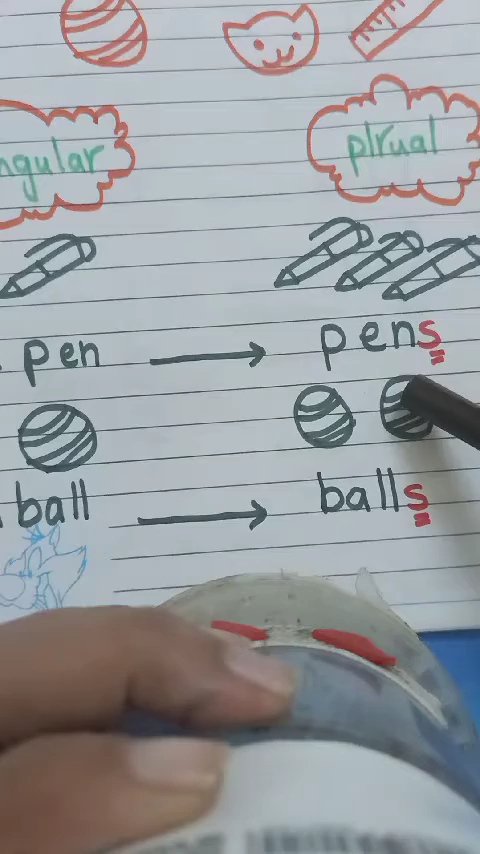 ngular plrual
pen → pens
ball → balls